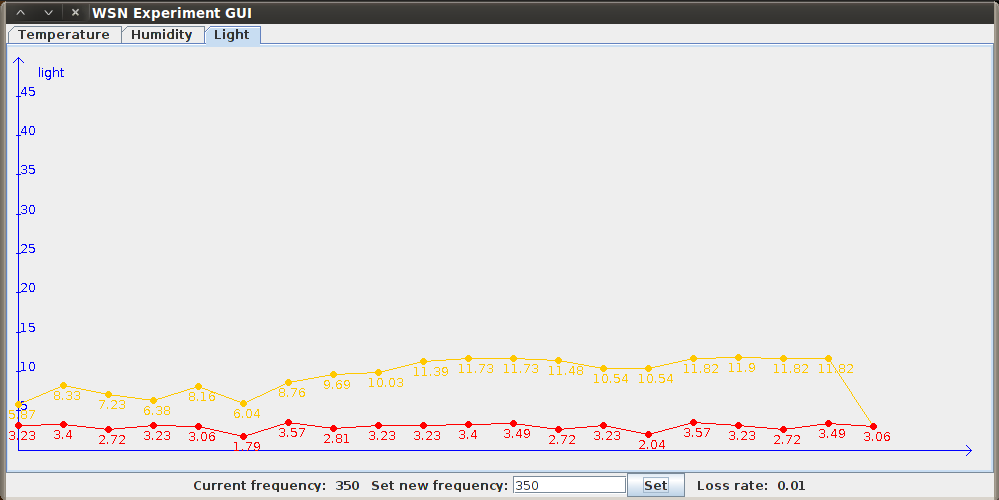 WSN Experiment GUI
Temperature Humidity Light
light
45
40
35
30
25
20
15
10
5
5.87 8.33 7.23 6.38 8.16 6.04 8.76 9.69 10.03 11.39 11.73 11.73 11.48 10.54 10.54 11.82 11.9 11.82 11.82
3.23 3.4 2.72 3.23 3.06 1.79 3.57 2.81 3.23 3.23 3.4 3.49 2.72 3.23 2.04 3.57 3.23 2.72 3.49 3.06
Current frequency: 350 Set new frequency: 350 Set Loss rate: 0.01